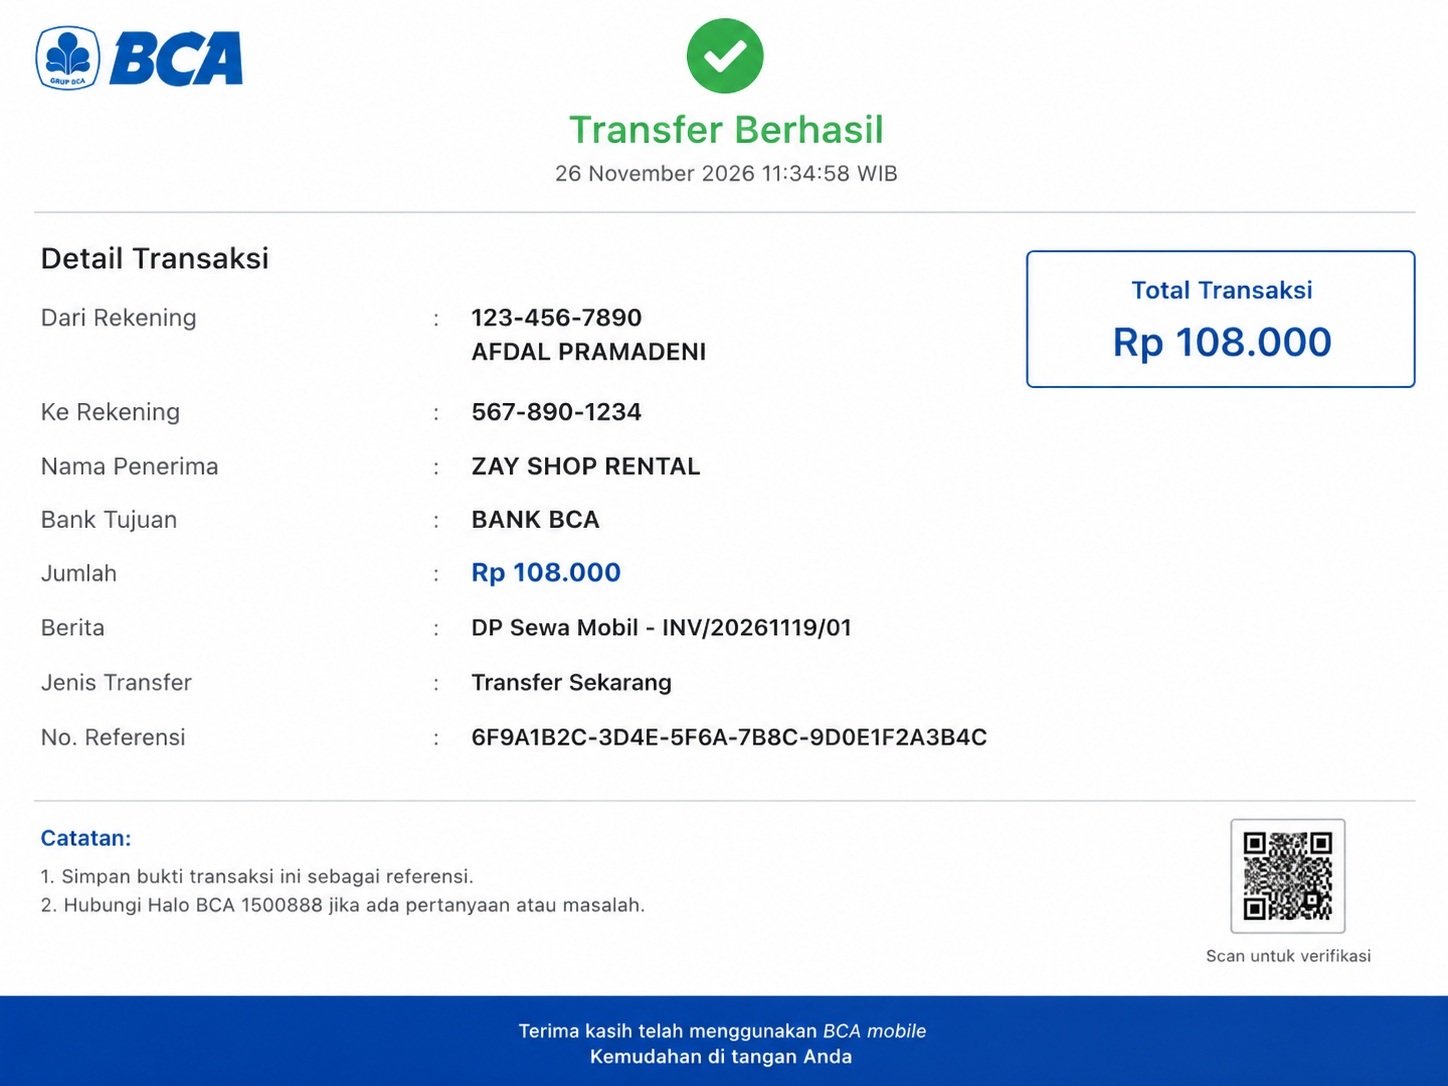 GRUP BCA
BCA
Transfer Berhasil
26 November 2026 11:34:58 WIB
Detail Transaksi
Dari Rekening : 123-456-7890
AFDAL PRAMADENI
Total Transaksi
Rp 108.000
Ke Rekening : 567-890-1234
Nama Penerima : ZAY SHOP RENTAL
Bank Tujuan : BANK BCA
Jumlah : Rp 108.000
Berita : DP Sewa Mobil - INV/20261119/01
Jenis Transfer : Transfer Sekarang
No. Referensi : 6F9A1B2C-3D4E-5F6A-7B8C-9D0E1F2A3B4C
Catatan:
1. Simpan bukti transaksi ini sebagai referensi.
2. Hubungi Halo BCA 1500888 jika ada pertanyaan atau masalah.
Scan untuk verifikasi
Terima kasih telah menggunakan BCA mobile
Kemudahan di tangan Anda